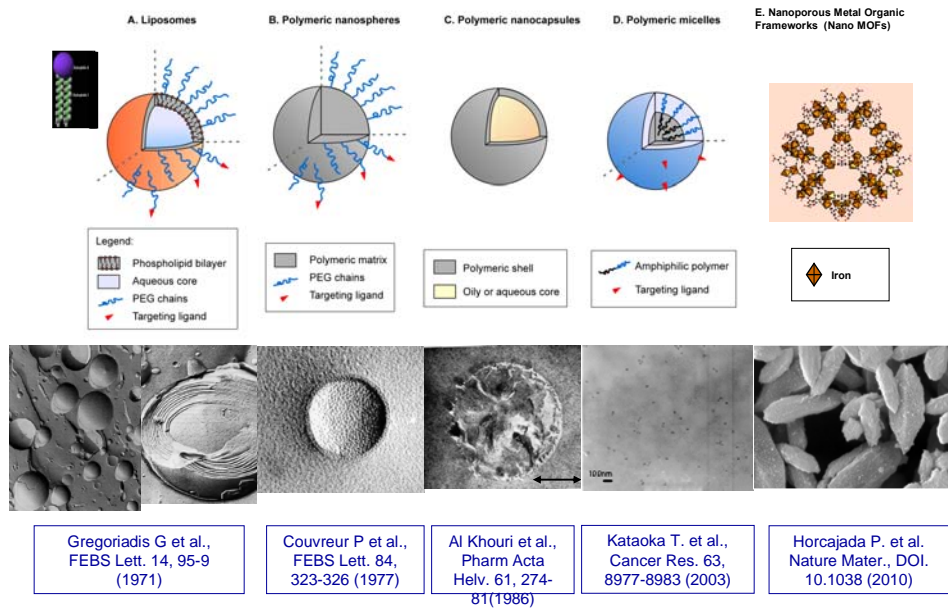 A. Liposomes
B. Polymeric nanospheres
C. Polymeric nanocapsules
D. Polymeric micelles
E. Nanoporous Metal Organic
Frameworks (Nano MOFs)
Legend:
Phospholipid bilayer
Aqueous core
PEG chains
Targeting ligand
Polymeric matrix
PEG chains
Targeting ligand
Polymeric shell
Oily or aqueous core
Amphiphilic polymer
Targeting ligand
Iron
100nm
Gregoriadis G et al.,
FEBS Lett. 14, 95-9
(1971)
Couvreur P et al.,
FEBS Lett. 84,
323-326 (1977)
Al Khouri et al.,
Pharm Acta
Helv. 61, 274-
81(1986)
Kataoka T. et al.,
Cancer Res. 63,
8977-8983 (2003)
Horcajada P. et al.
Nature Mater., DOI.
10.1038 (2010)